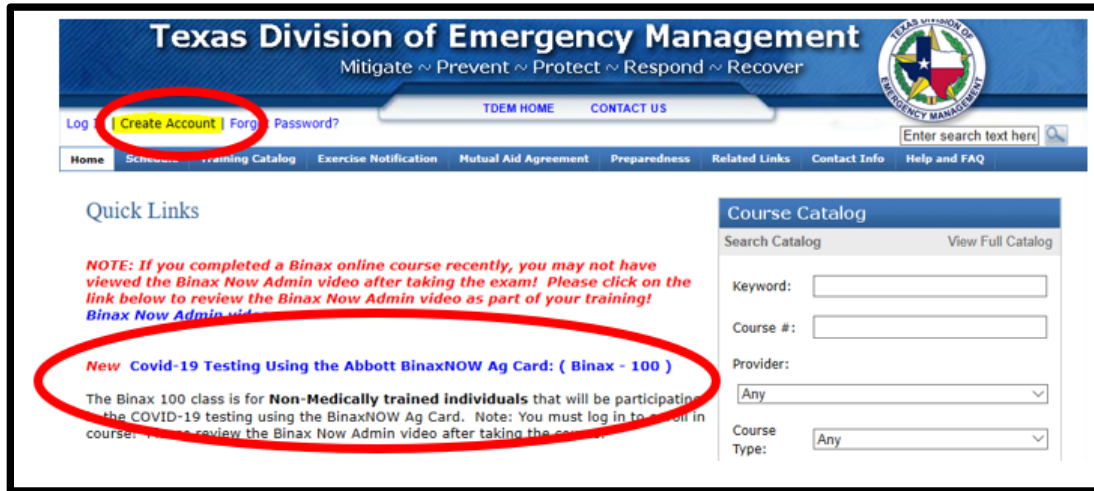 Texas Division of Emergency Management
Mitigate ~ Prevent ~ Protect ~ Respond ~ Recover
TEXAS DIVISION OF
EMERGENCY MANAGEMENT
TDEM HOME CONTACT US
Log | Create Account | Forgot Password?
Enter search text here
Home Schedule Training Catalog Exercise Notification Mutual Aid Agreement Preparedness Related Links Contact Info Help and FAQ
Quick Links
NOTE: If you completed a Binax online course recently, you may not have
viewed the Binax Now Admin video after taking the exam! Please click on the
link below to review the Binax Now Admin video as part of your training!
Binax Now Admin video
New Covid-19 Testing Using the Abbott BinaxNOW Ag Card: ( Binax - 100 )
The Binax 100 class is for Non-Medically trained individuals that will be participating
the COVID-19 testing using the BinaxNOW Ag Card. Note: You must log in to enroll in
course. Please review the Binax Now Admin video after taking the course.
Course Catalog
Search Catalog View Full Catalog
Keyword:
Course #:
Provider:
Any
Course
Type:
Any